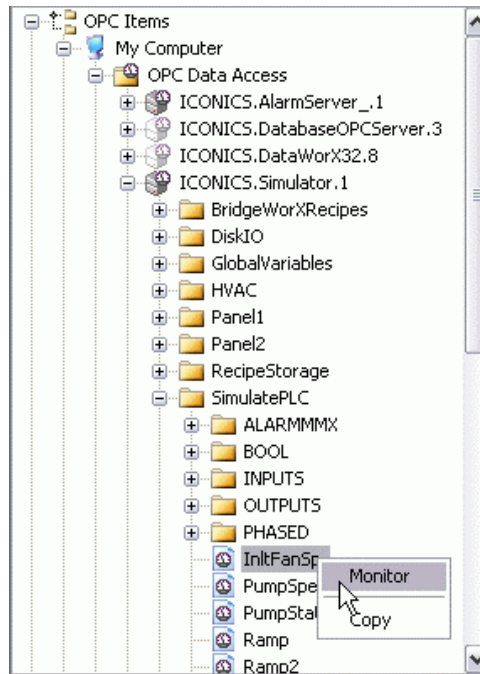 OPC Items
My Computer
OPC Data Access
ICONICS.AlarmServer_.1
ICONICS.DatabaseOPCServer.3
ICONICS.DataWorX32.8
ICONICS.Simulator.1
BridgeWorXRecipes
DiskIO
GlobalVariables
HVAC
Panel1
Panel2
RecipeStorage
SimulatePLC
ALARMMMX
BOOL
INPUTS
OUTPUTS
PHASED
InltFanSp
Monitor
PumpSpe
PumpStat
Copy
Ramp
Ramp2